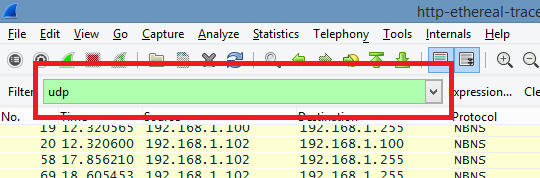 http-ethereal-trace
File Edit View Go Capture Analyze Statistics Telephony Tools Internals Help
Filter udp Expression... Cle
No. Time Source Destination Protocol
19 12.320565 192.168.1.100 192.168.1.255 NBNS
20 12.320600 192.168.1.102 192.168.1.100 NBNS
58 17.856210 192.168.1.102 192.168.1.255 NBNS
69 18.605453 192.168.1.102 192.168.1.255 NBNS